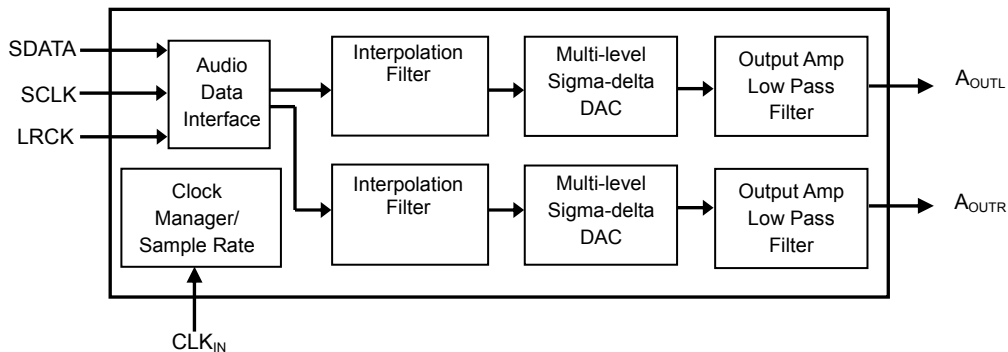 SDATA
SCLK
LRCK
Audio
Data
Interface
Interpolation
Filter
Multi-level
Sigma-delta
DAC
Output Amp
Low Pass
Filter
AOUTL
Clock
Manager/
Sample Rate
Interpolation
Filter
Multi-level
Sigma-delta
DAC
Output Amp
Low Pass
Filter
AOUTR
CLKIN